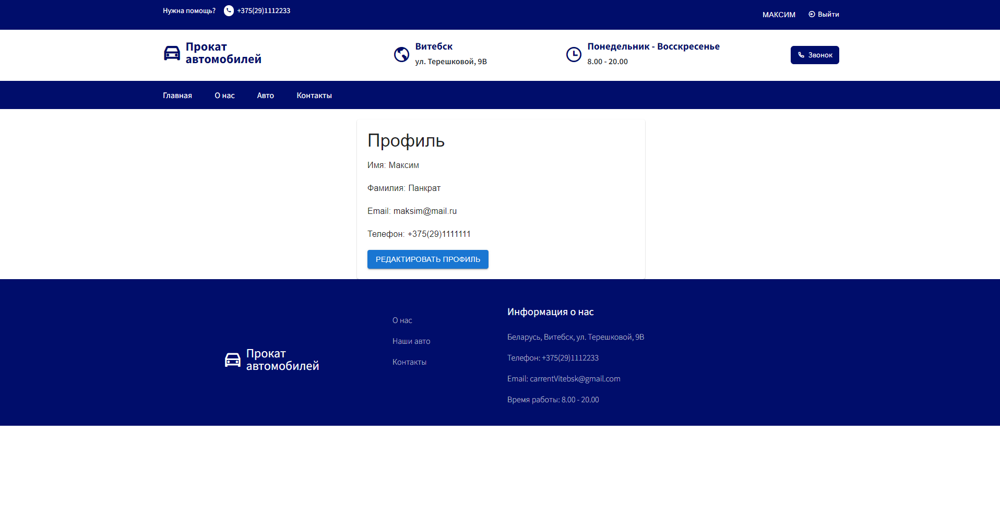 Нужна помощь? +375(29)1112233
МАКСИМ Выйти
Прокат
автомобилей
Витебск
ул. Терешковой, 9В
Понедельник - Восскресенье
8.00 - 20.00
Звонок
Главная О нас Авто Контакты
Профиль
Имя: Максим
Фамилия: Панкрат
Email: maksim@mail.ru
Телефон: +375(29)1111111
РЕДАКТИРОВАТЬ ПРОФИЛЬ
Прокат
автомобилей
О нас
Наши авто
Контакты
Информация о нас
Беларусь, Витебск, ул. Терешковой, 9В
Телефон: +375(29)1112233
Email: carrentVitebsk@gmail.com
Время работы: 8.00 - 20.00